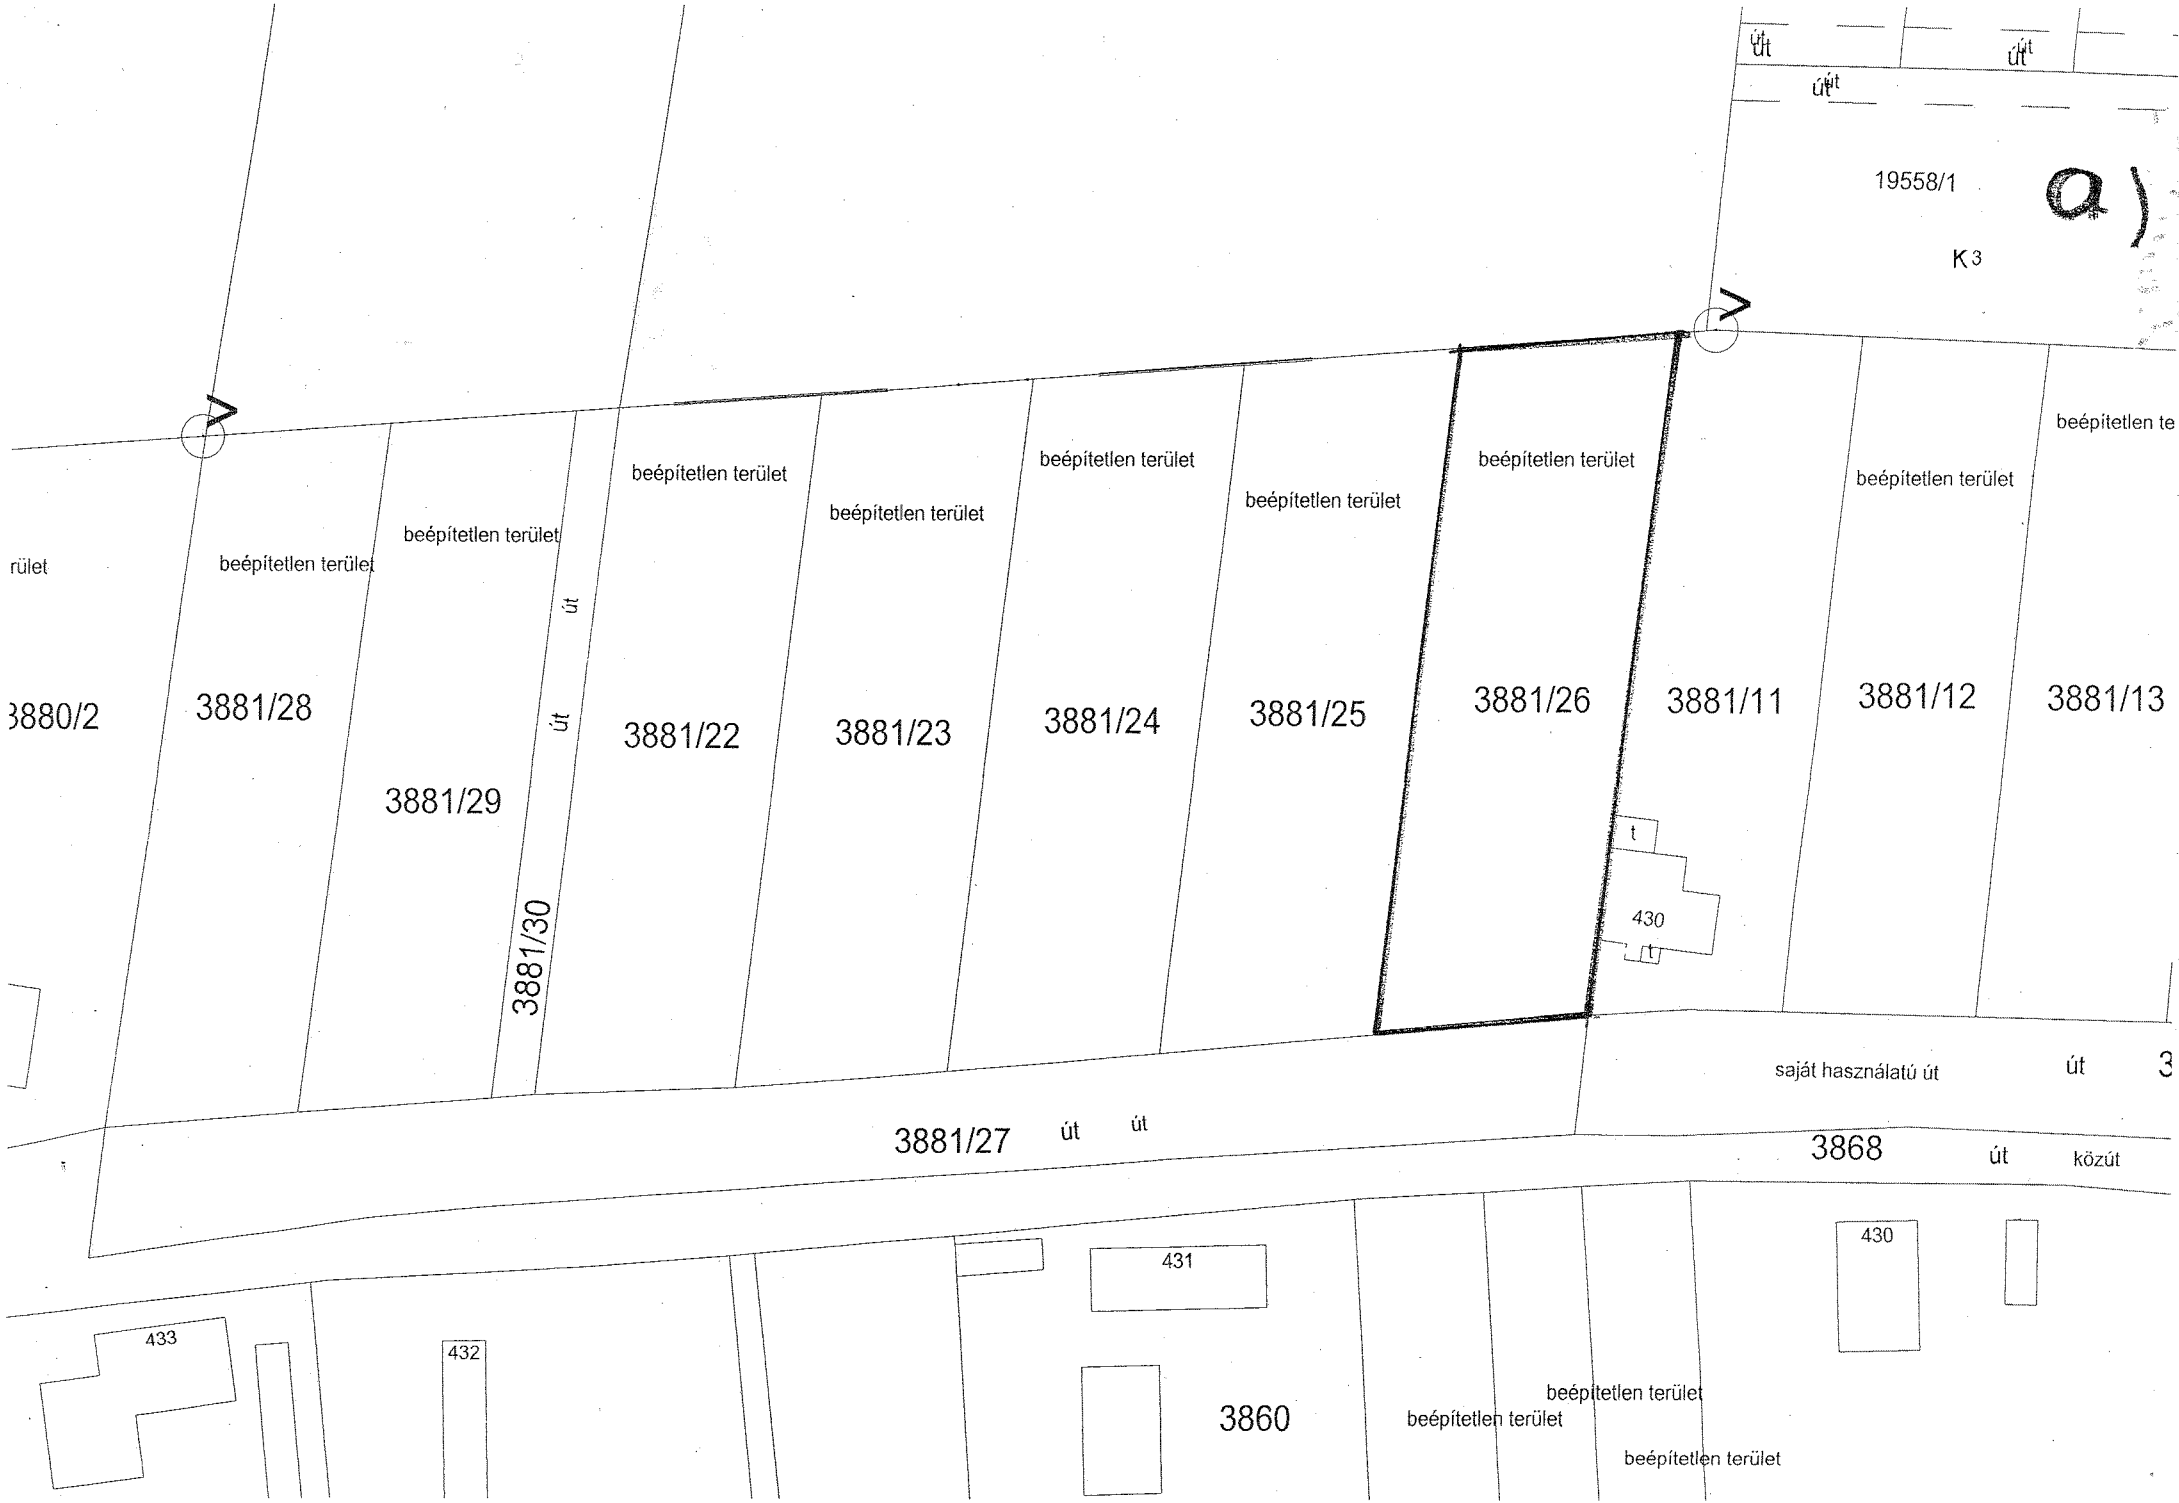 út
út
út
út
út
út
19558/1
a)
K3
beépítetlen te
beépítetlen terület
beépítetlen terület
beépítetlen terület
beépítetlen terület
beépítetlen terület
beépítetlen terület
beépítetlen terület
beépítetlen terület
rület
út
út
3880/2
3881/28
3881/29
3881/22
3881/23
3881/24
3881/25
3881/26
3881/11
3881/12
3881/13
t
430
t
3881/30
saját használatú út
út
3
3881/27
út
út
3868
út
közút
433
432
431
430
3860
beépítetlen terület
beépítetlen terület
beépítetlen terület